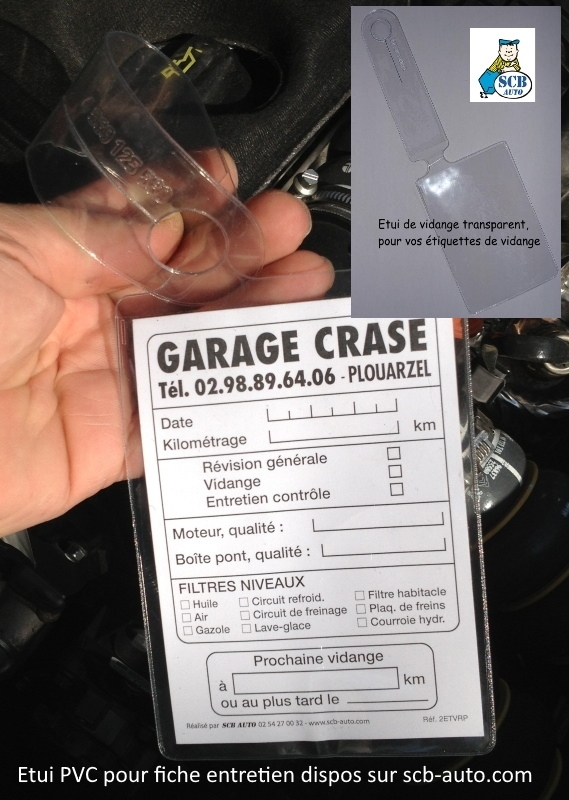 SCB
AUTO
Etui de vidange transparent,
pour vos étiquettes de vidange
GARAGE CRASE
Tél. 02.98.89.64.06 - PLOUARZEL
Date
Kilométrage km
Révision générale
Vidange
Entretien contrôle
Moteur, qualité :
Boîte pont, qualité :
FILTRES NIVEAUX
Huile Circuit refroid. Filtre habitacle
Air Circuit de freinage Plaq. de freins
Gazole Lave-glace Courroie hydr.
Prochaine vidange
à km
ou au plus tard le
Réalisé par SCB AUTO 02 54 27 00 32 - www.scb-auto.com Réf. 2ETVRP
Etui PVC pour fiche entretien dispos sur scb-auto.com